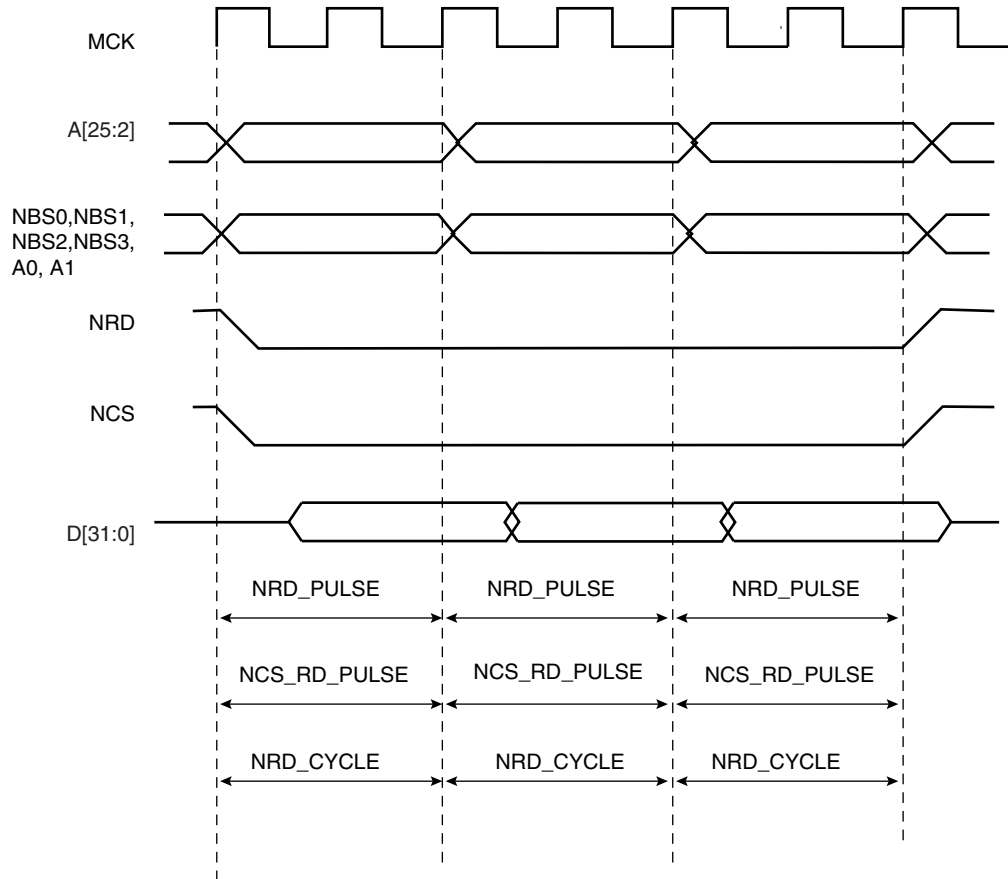 MCK
A[25:2]
NBS0,NBS1,
NBS2,NBS3,
A0, A1
NRD
NCS
D[31:0]
NRD_PULSE NRD_PULSE NRD_PULSE
NCS_RD_PULSE NCS_RD_PULSE NCS_RD_PULSE
NRD_CYCLE NRD_CYCLE NRD_CYCLE